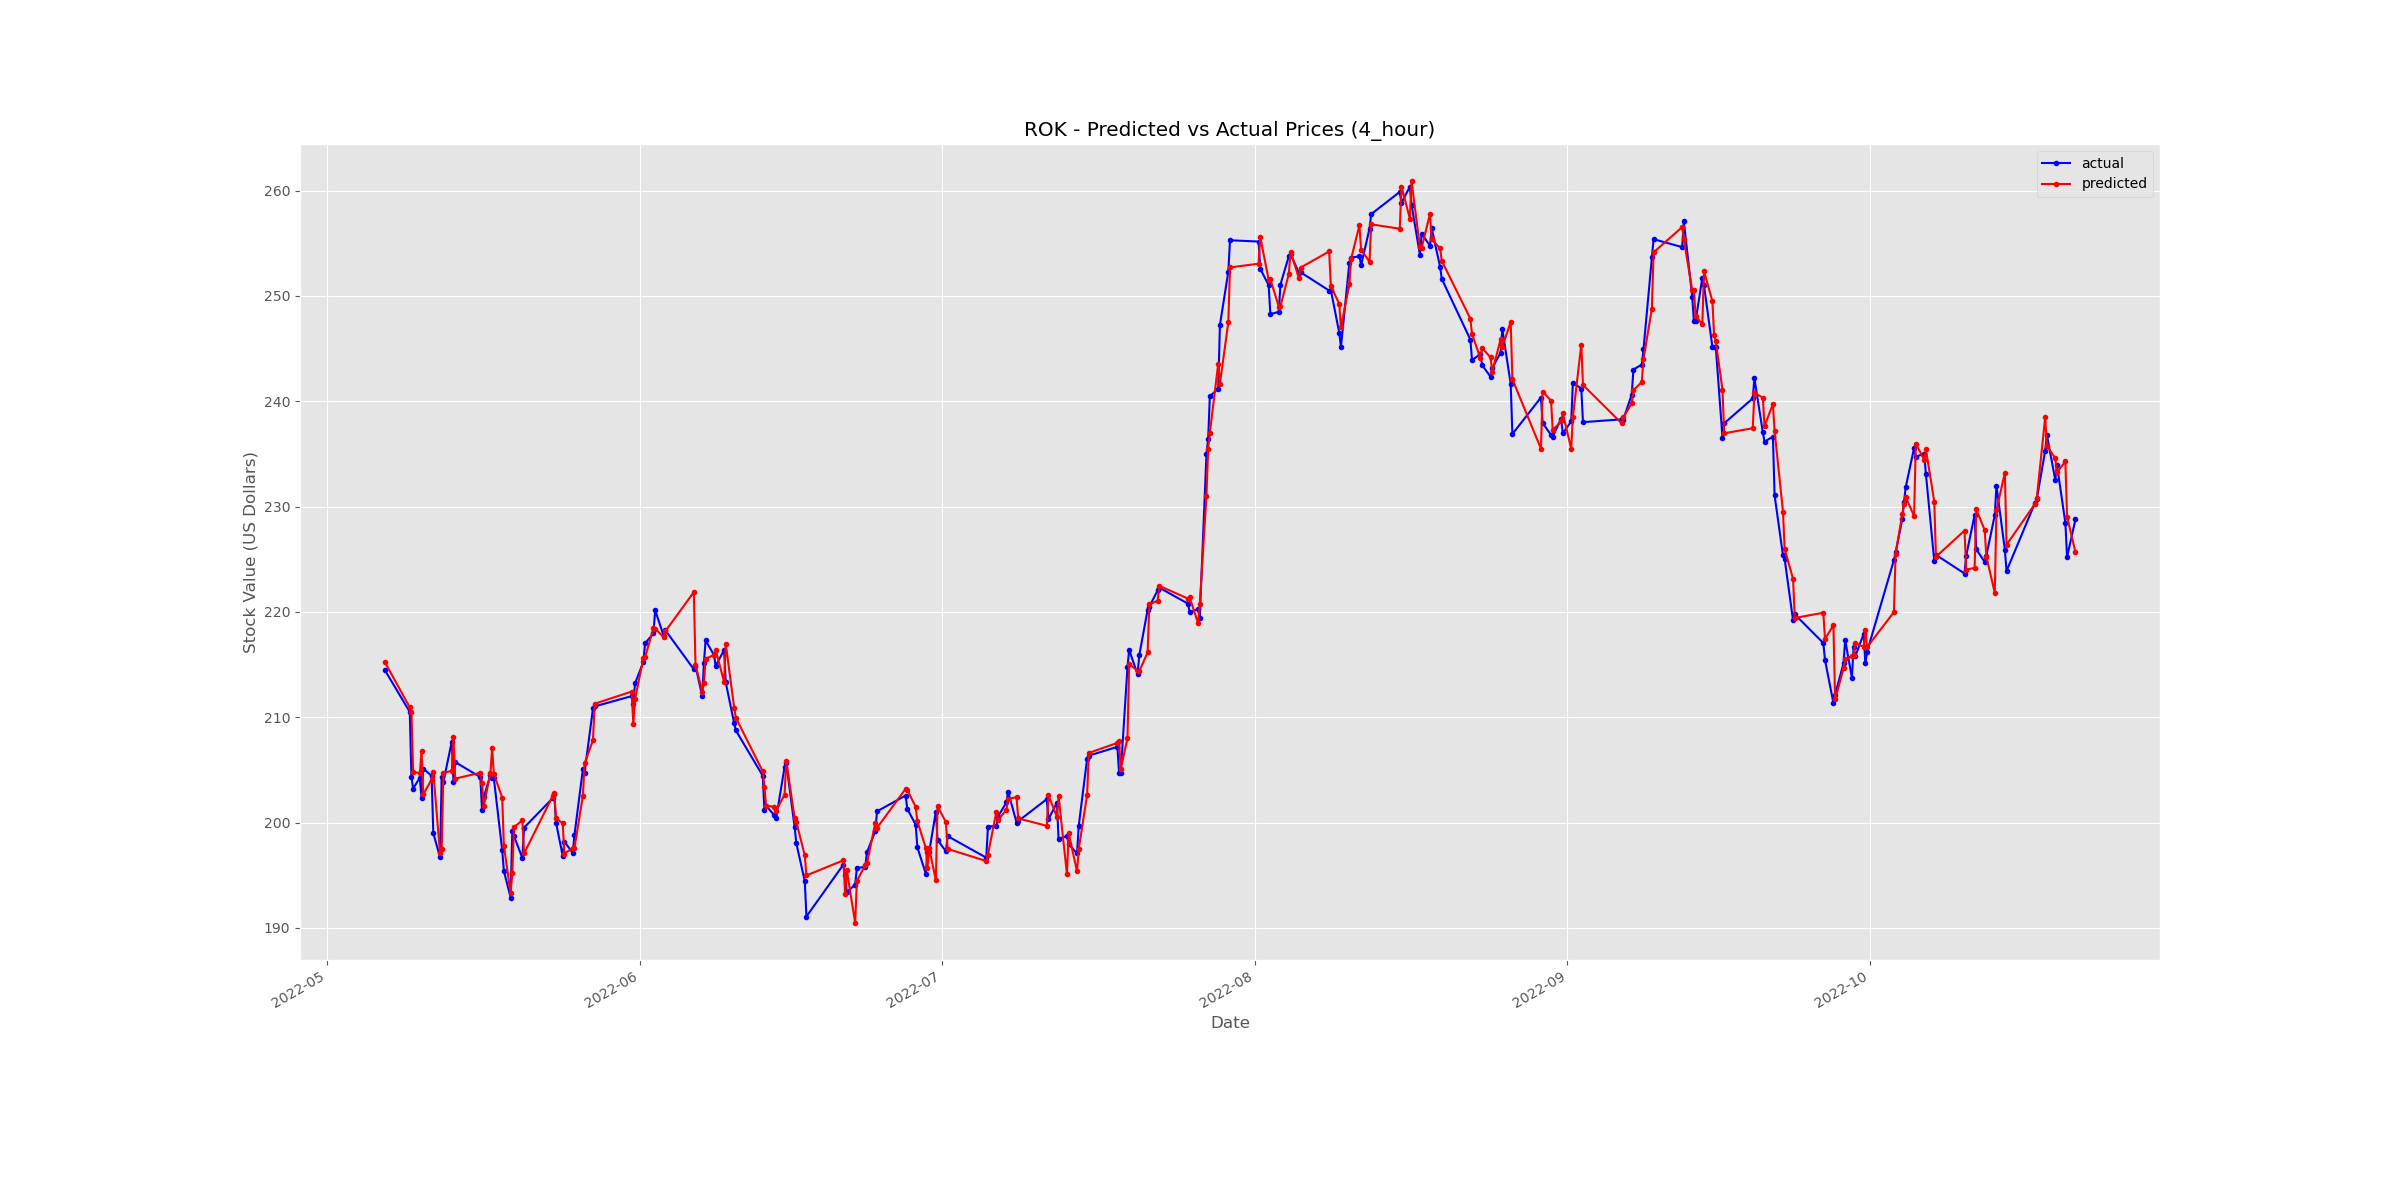 ROK - Predicted vs Actual Prices (4_hour)
actual
predicted
260
250
240
230
220
210
200
190
Stock Value (US Dollars)
2022-05
2022-06
2022-07
2022-08
2022-09
2022-10
Date